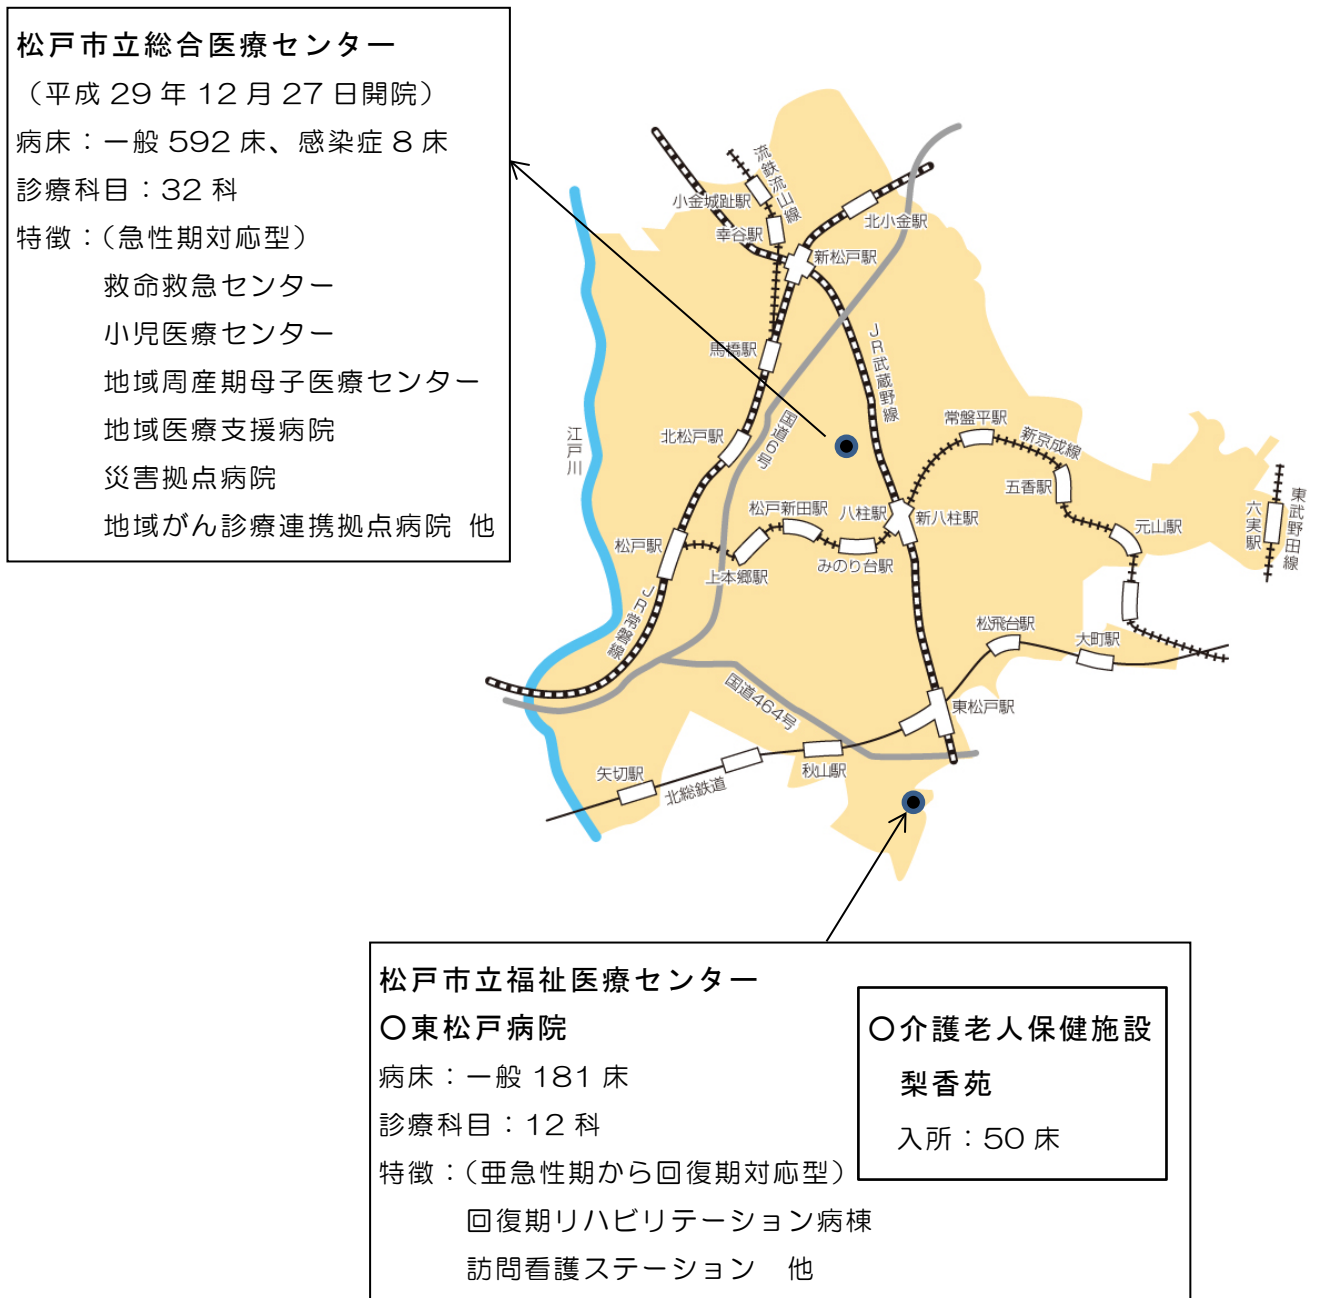 松戸市立総合医療センター
（平成 29 年 12 月 27 日開院）
病床：一般 592 床、感染症 8 床
診療科目：32 科
特徴：（急性期対応型）
救命救急センター
小児医療センター
地域周産期母子医療センター
地域医療支援病院
災害拠点病院
地域がん診療連携拠点病院 他
流鉄流山線
小金城趾駅
幸谷駅
北小金駅
新松戸駅
馬橋駅
JR武蔵野線
北松戸駅
国道6号
江戸川
常盤平駅
新京成線
五香駅
元山駅
六実駅
東武野田線
松戸新田駅
八柱駅
新八柱駅
松戸駅
上本郷駅
みのり台駅
JR常磐線
松飛台駅
大町駅
国道464号
東松戸駅
矢切駅
北総鉄道
秋山駅
松戸市立福祉医療センター
〇東松戸病院
病床：一般 181 床
診療科目：12 科
特徴：（亜急性期から回復期対応型）
回復期リハビリテーション病棟
訪問看護ステーション　他
〇介護老人保健施設
梨香苑
入所：50 床